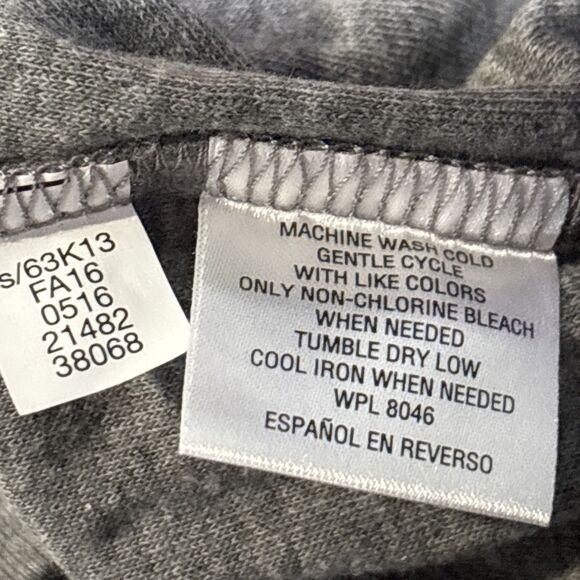 s/63K13
FA16
0516
21482
38068
MACHINE WASH COLD
GENTLE CYCLE
WITH LIKE COLORS
ONLY NON-CHLORINE BLEACH
WHEN NEEDED
TUMBLE DRY LOW
COOL IRON WHEN NEEDED
WPL 8046
ESPAÑOL EN REVERSO